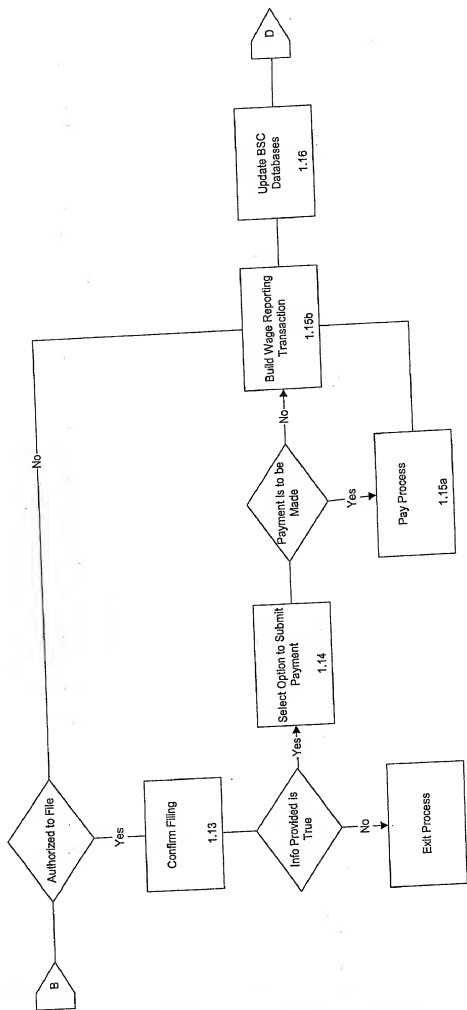 B
Authorized to File
No
Yes
Confirm Filing
1.13
Info Provided is
True
No
Exit Process
Yes
Select Option to Submit
Payment
1.14
Payment is to be
Made
No
Yes
Pay Process
1.15a
Build Wage Reporting
Transaction
1.15b
Update BSC
Databases
1.16
D